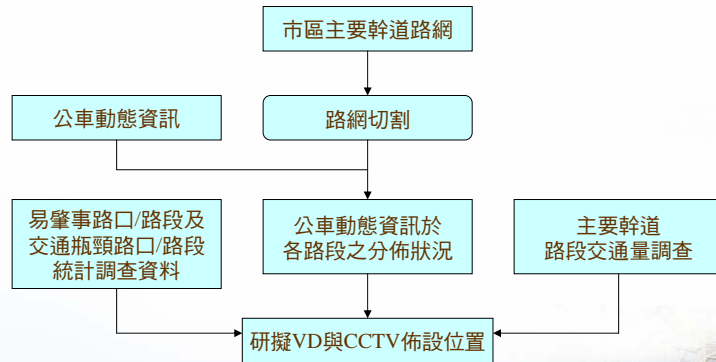 市區主要幹道路網
公車動態資訊
路網切割
易肇事路口/路段及
交通瓶頸路口/路段
統計調查資料
公車動態資訊於
各路段之分佈狀況
主要幹道
路段交通量調查
研擬VD與CCTV佈設位置